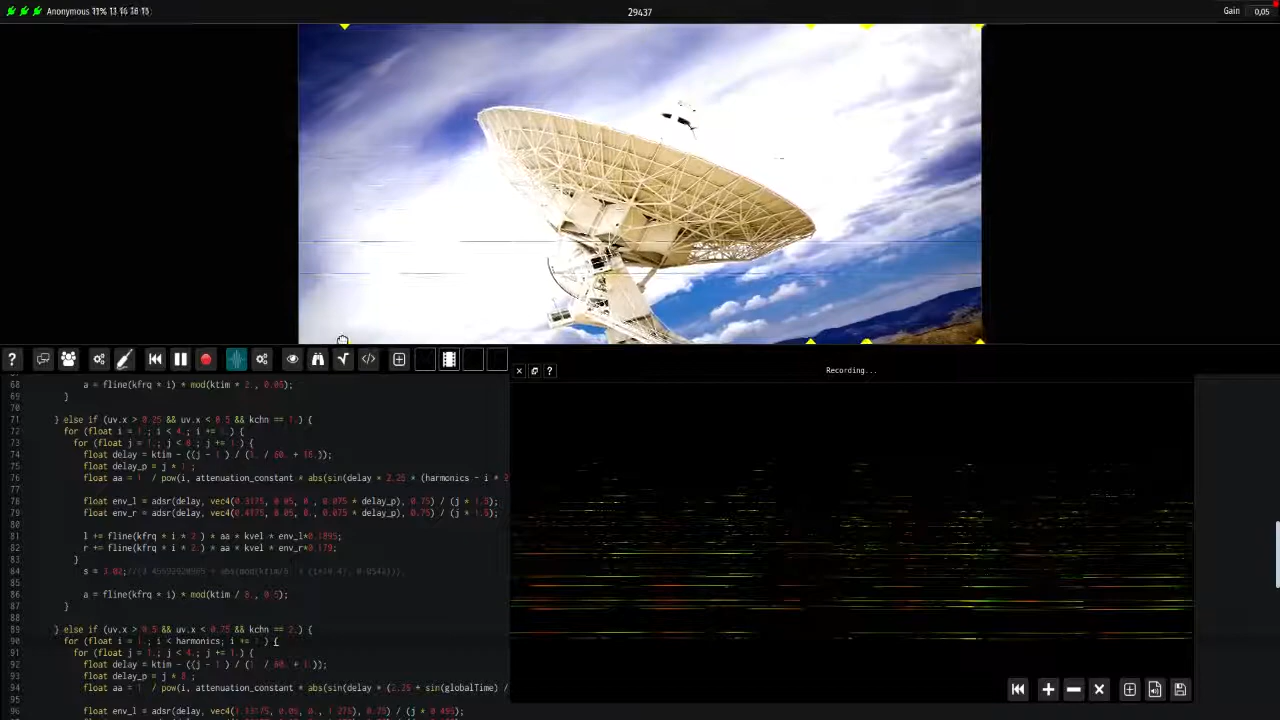 Anonymous
29437
Gain 0,05
? </>
Recording...
?
68 a = fline(kfrq * i) * mod(ktim * 2., 0.05);
69 }
70
71 } else if (uv.x > 0.25 && uv.x < 0.5 && kchn == 1.) {
72 for (float i = 1.; i < 4.; i += 1.) {
73 for (float j = 1.; j < 8.; j += 1.) {
74 float delay = ktim - ((j - 1.) / (1. / 60. + 16.));
75 float delay_p = j * 1.;
76 float aa = 1. / pow(i, attenuation_constant * abs(sin(delay * 2.25 * (harmonics - i * 2
77
78 float env_l = adsr(delay, vec4(0.3175, 0.05, 0., 0.075 * delay_p), 0.75) / (j * 1.5);
79 float env_r = adsr(delay, vec4(0.4175, 0.05, 0., 0.075 * delay_p), 0.75) / (j * 1.5);
80
81 l += fline(kfrq * i * 2.) * aa * kvel * env_l*0.1895;
82 r += fline(kfrq * i * 2.) * aa * kvel * env_r*0.179;
83 }
84 s = 3.02;
85
86 a = fline(kfrq * i) * mod(ktim / 8., 0.5);
87 }
88
89 } else if (uv.x > 0.5 && uv.x < 0.75 && kchn == 2.) {
90 for (float i = 1.; i < harmonics; i += ) {
91 for (float j = 1.; j < 4.; j += 1.) {
92 float delay = ktim - ((j - 1.) / (1. / 60. + 1.));
93 float delay_p = j * 8.;
94 float aa = 1. / pow(i, attenuation_constant * abs(sin(delay * (2.25 + sin(globalTime) /
95
96 float env_l = adsr(delay, 0.05, 0., 1.275), 0.75) / (j * 0.495);